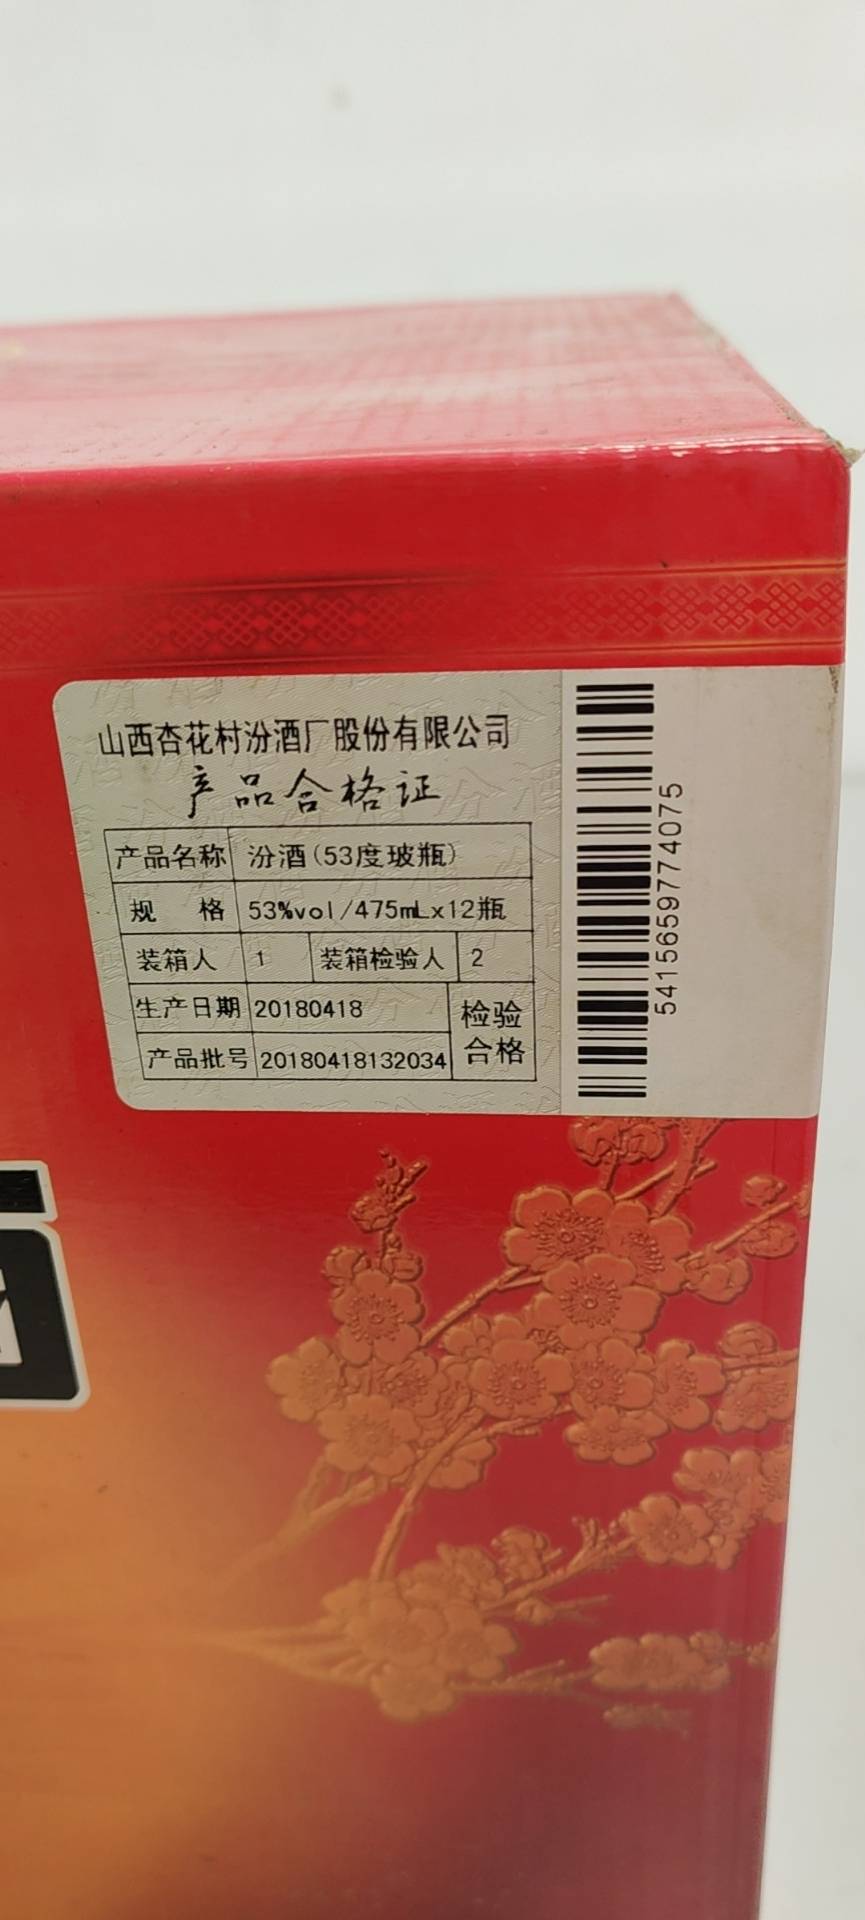 山西杏花村汾酒厂股份有限公司
产品合格证
产品名称 汾酒(53度玻瓶)
规 格 53%vol/475mLx12瓶
装箱人 1 装箱检验人 2
生产日期 20180418
产品批号 20180418132034
检验
合格
5415659774075